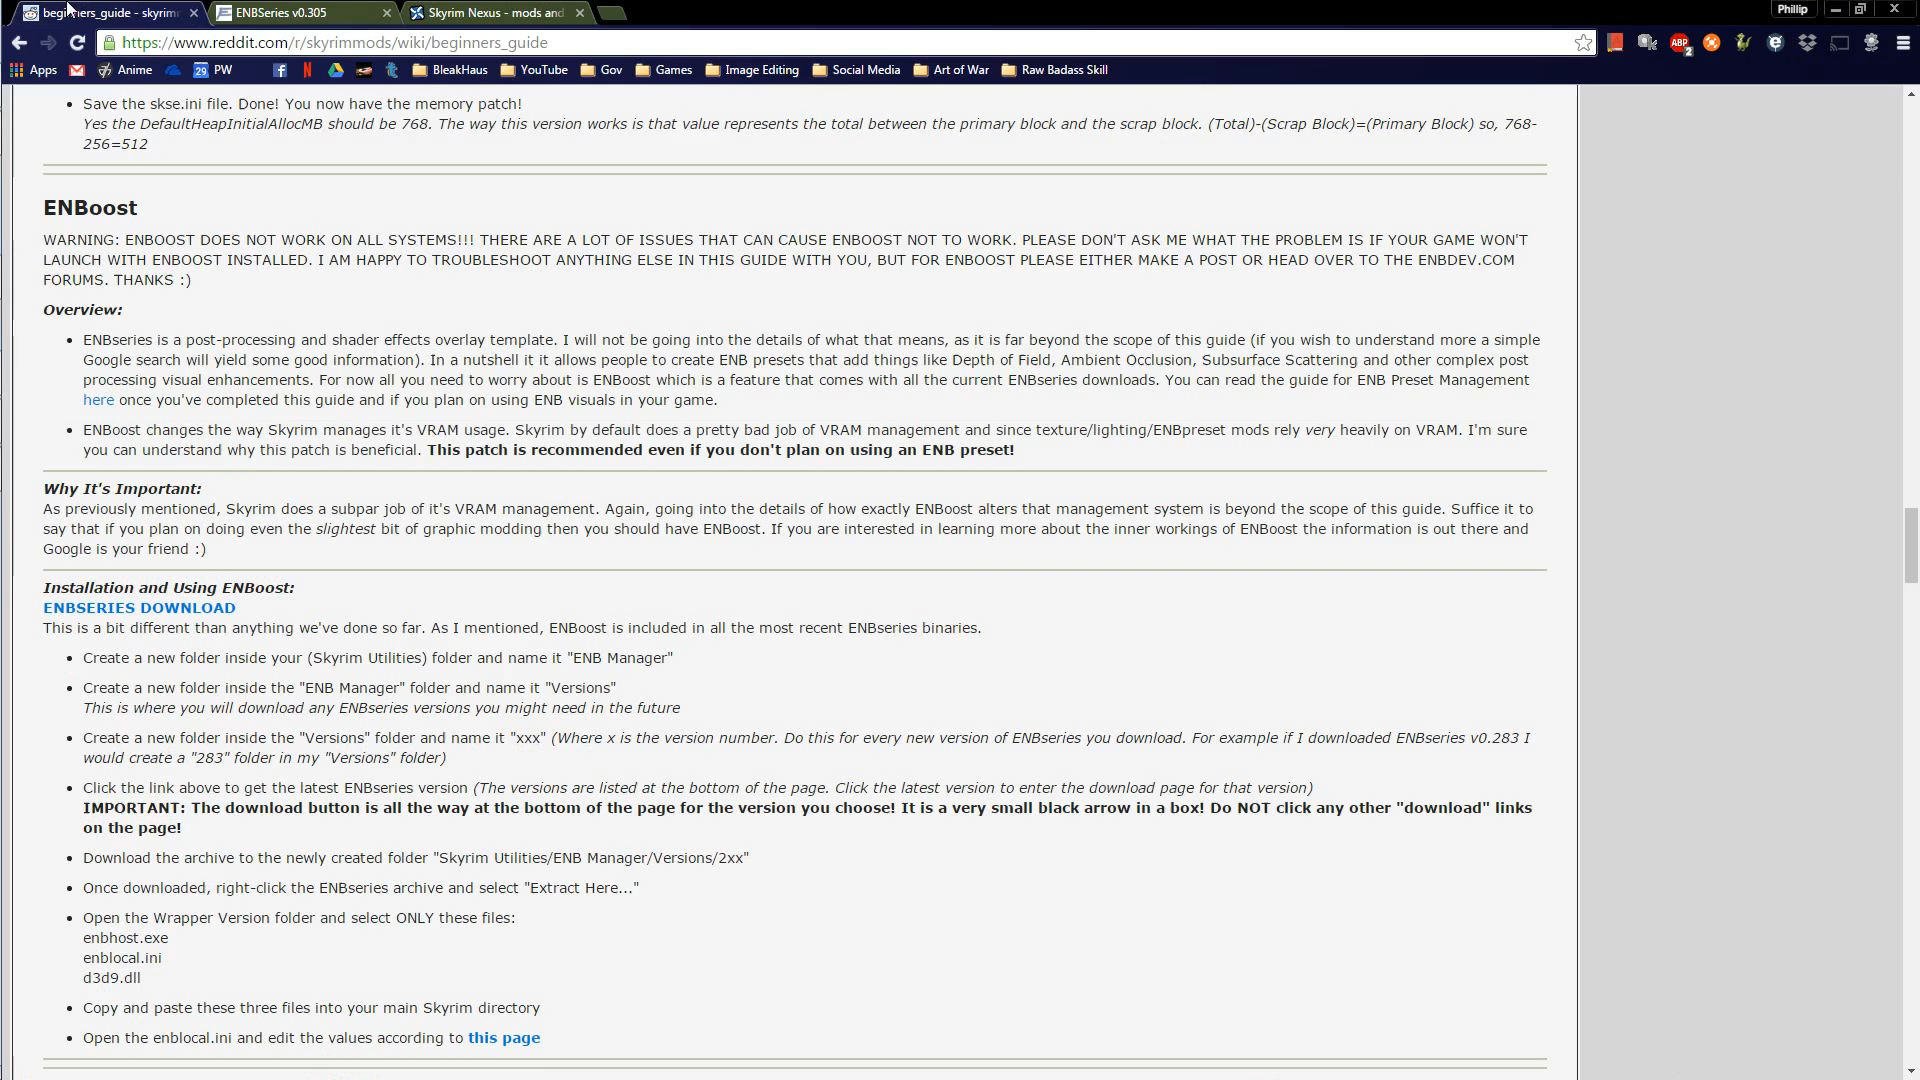 beginners_guide - skyrimm
ENBSeries v0.305
Skyrim Nexus - mods and
Phillip
https://www.reddit.com/r/skyrimmods/wiki/beginners_guide
ABP
2
Apps
Anime
29
PW
BleakHaus
YouTube
Gov
Games
Image Editing
Social Media
Art of War
Raw Badass Skill
• Save the skse.ini file. Done! You now have the memory patch!
Yes the DefaultHeapInitialAllocMB should be 768. The way this version works is that value represents the total between the primary block and the scrap block. (Total)-(Scrap Block)=(Primary Block) so, 768-
256=512
ENBoost
WARNING: ENBOOST DOES NOT WORK ON ALL SYSTEMS!!! THERE ARE A LOT OF ISSUES THAT CAN CAUSE ENBOOST NOT TO WORK. PLEASE DON'T ASK ME WHAT THE PROBLEM IS IF YOUR GAME WON'T
LAUNCH WITH ENBOOST INSTALLED. I AM HAPPY TO TROUBLESHOOT ANYTHING ELSE IN THIS GUIDE WITH YOU, BUT FOR ENBOOST PLEASE EITHER MAKE A POST OR HEAD OVER TO THE ENBDEV.COM
FORUMS. THANKS :)
Overview:
• ENBseries is a post-processing and shader effects overlay template. I will not be going into the details of what that means, as it is far beyond the scope of this guide (if you wish to understand more a simple
Google search will yield some good information). In a nutshell it it allows people to create ENB presets that add things like Depth of Field, Ambient Occlusion, Subsurface Scattering and other complex post
processing visual enhancements. For now all you need to worry about is ENBoost which is a feature that comes with all the current ENBseries downloads. You can read the guide for ENB Preset Management
here once you've completed this guide and if you plan on using ENB visuals in your game.
• ENBoost changes the way Skyrim manages it's VRAM usage. Skyrim by default does a pretty bad job of VRAM management and since texture/lighting/ENBpreset mods rely very heavily on VRAM. I'm sure
you can understand why this patch is beneficial. This patch is recommended even if you don't plan on using an ENB preset!
Why It's Important:
As previously mentioned, Skyrim does a subpar job of it's VRAM management. Again, going into the details of how exactly ENBoost alters that management system is beyond the scope of this guide. Suffice it to
say that if you plan on doing even the slightest bit of graphic modding then you should have ENBoost. If you are interested in learning more about the inner workings of ENBoost the information is out there and
Google is your friend :)
Installation and Using ENBoost:
ENBSERIES DOWNLOAD
This is a bit different than anything we've done so far. As I mentioned, ENBoost is included in all the most recent ENBseries binaries.
• Create a new folder inside your (Skyrim Utilities) folder and name it "ENB Manager"
• Create a new folder inside the "ENB Manager" folder and name it "Versions"
This is where you will download any ENBseries versions you might need in the future
• Create a new folder inside the "Versions" folder and name it "xxx" (Where x is the version number. Do this for every new version of ENBseries you download. For example if I downloaded ENBseries v0.283 I
would create a "283" folder in my "Versions" folder)
• Click the link above to get the latest ENBseries version (The versions are listed at the bottom of the page. Click the latest version to enter the download page for that version)
IMPORTANT: The download button is all the way at the bottom of the page for the version you choose! It is a very small black arrow in a box! Do NOT click any other "download" links
on the page!
• Download the archive to the newly created folder "Skyrim Utilities/ENB Manager/Versions/2xx"
• Once downloaded, right-click the ENBseries archive and select "Extract Here..."
• Open the Wrapper Version folder and select ONLY these files:
enbhost.exe
enblocal.ini
d3d9.dll
• Copy and paste these three files into your main Skyrim directory
• Open the enblocal.ini and edit the values according to this page